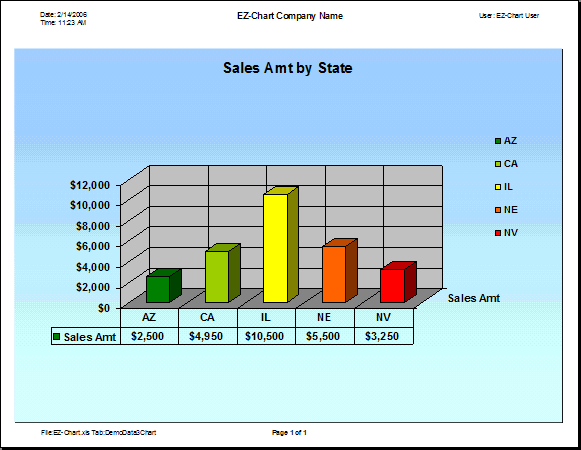 Date: 2/14/2006
Time: 11:23 AM
EZ-Chart Company Name
User: EZ-Chart User
Sales Amt by State
AZ
CA
IL
NE
NV
$12,000
$10,000
$8,000
$6,000
$4,000
$2,000
$0
Sales Amt
AZ CA IL NE NV
Sales Amt $2,500 $4,950 $10,500 $5,500 $3,250
File:EZ-Chart.xls Tab:DemoData3Chart
Page 1 of 1